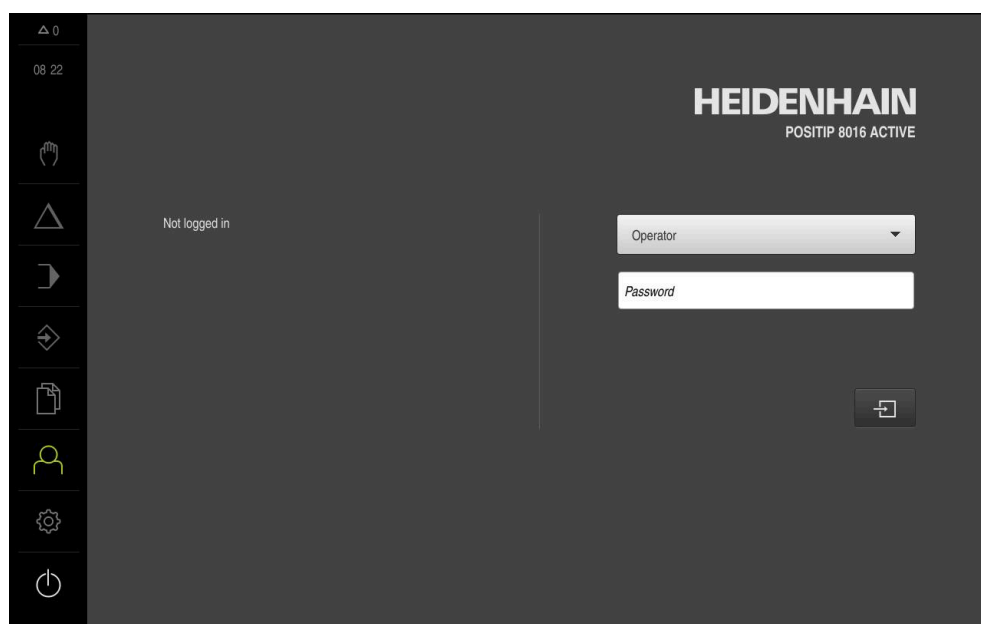 0
08 22
HEIDENHAIN
POSITIP 8016 ACTIVE
Not logged in
Operator
Password